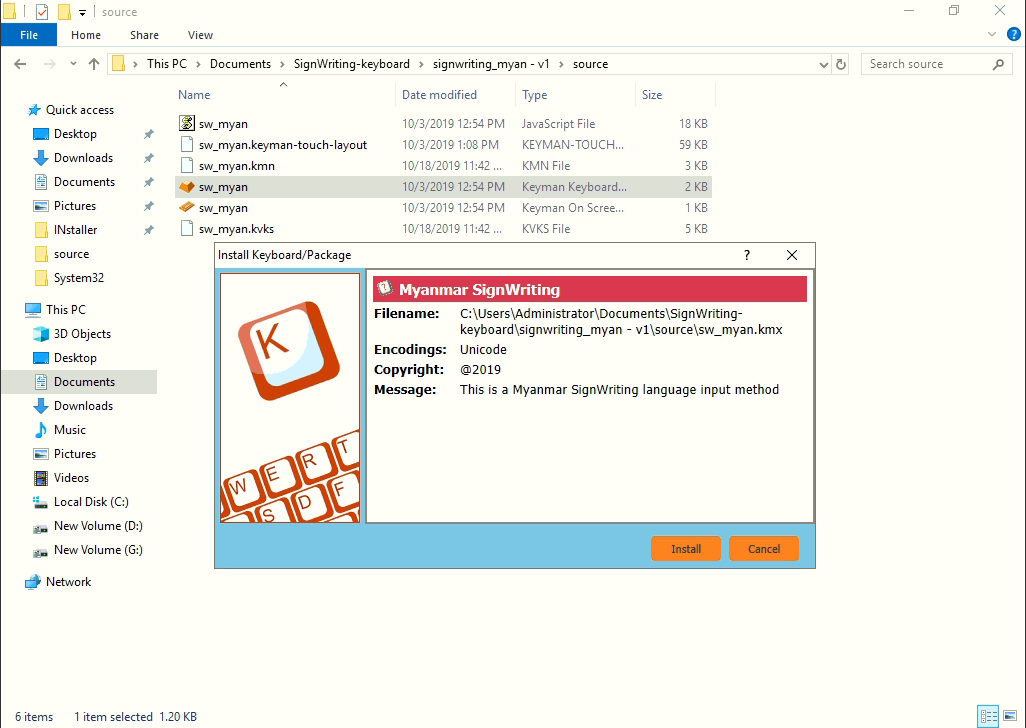 source
File Home Share View
This PC Documents SignWriting-keyboard signwriting_myan - v1 source
Search source
Name Date modified Type Size
sw_myan 10/3/2019 12:54 PM JavaScript File 18 KB
sw_myan.keyman-touch-layout 10/3/2019 1:08 PM KEYMAN-TOUCH... 59 KB
sw_myan.kmn 10/18/2019 11:42 ... KMN File 3 KB
sw_myan 10/3/2019 12:54 PM Keyman Keyboard... 2 KB
sw_myan 10/3/2019 12:54 PM Keyman On Scree... 1 KB
sw_myan.kvks 10/18/2019 11:42 ... KVKS File 5 KB
Quick access
Desktop
Downloads
Documents
Pictures
INstaller
source
System32
This PC
3D Objects
Desktop
Documents
Downloads
Music
Pictures
Videos
Local Disk (C:)
New Volume (D:)
New Volume (G:)
Network
Install Keyboard/Package ?
K
W E R T
S D F
Myanmar SignWriting
Filename: C:\Users\Administrator\Documents\SignWriting-
keyboard\signwriting_myan - v1\source\sw_myan.kmx
Encodings: Unicode
Copyright: @2019
Message: This is a Myanmar SignWriting language input method
Install Cancel
6 items 1 item selected 1.20 KB